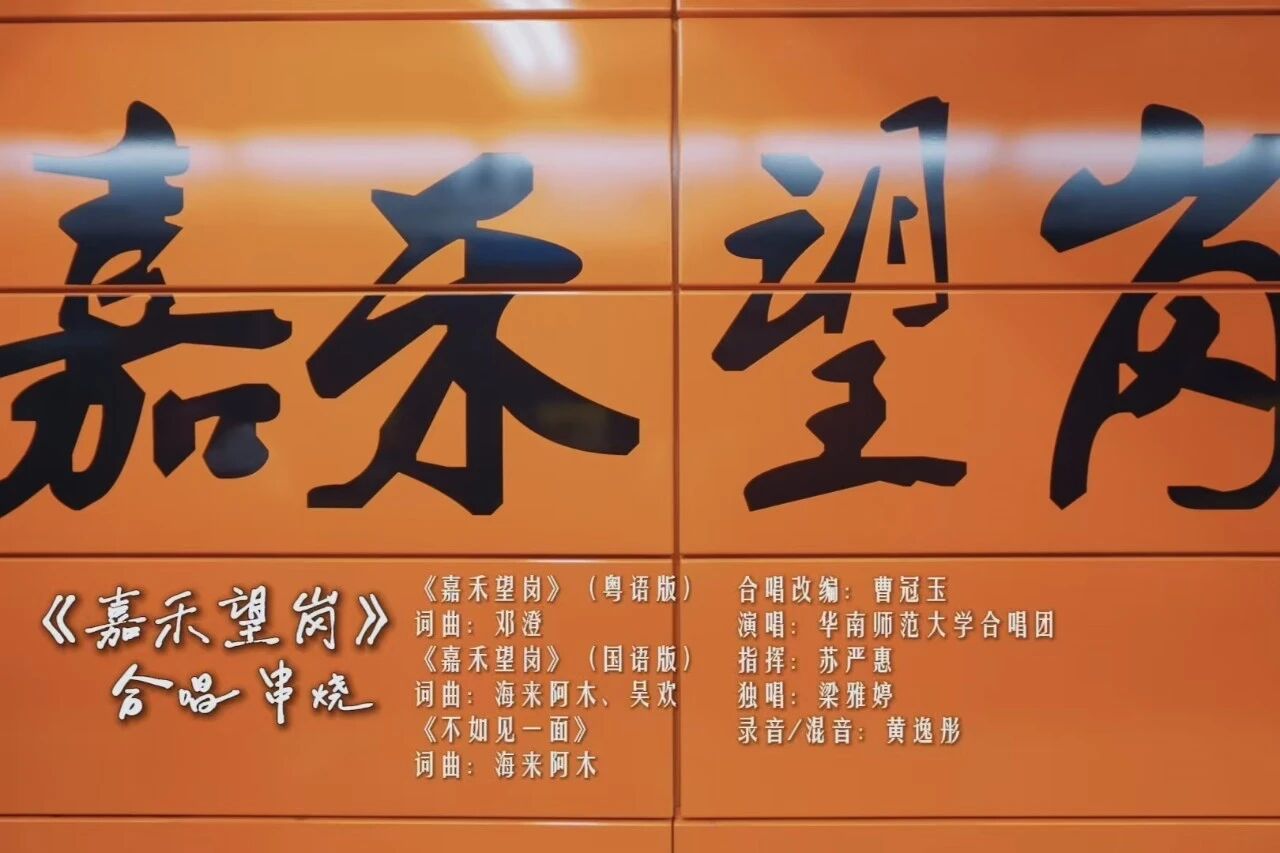 嘉禾望岗
《嘉禾望岗》
合唱串烧
《嘉禾望岗》（粤语版）
词曲：邓澄
《嘉禾望岗》（国语版）
词曲：海来阿木、吴欢
《不如见一面》
词曲：海来阿木
合唱改编：曹冠玉
演唱：华南师范大学合唱团
指挥：苏严惠
独唱：梁雅婷
录音/混音：黄逸彤